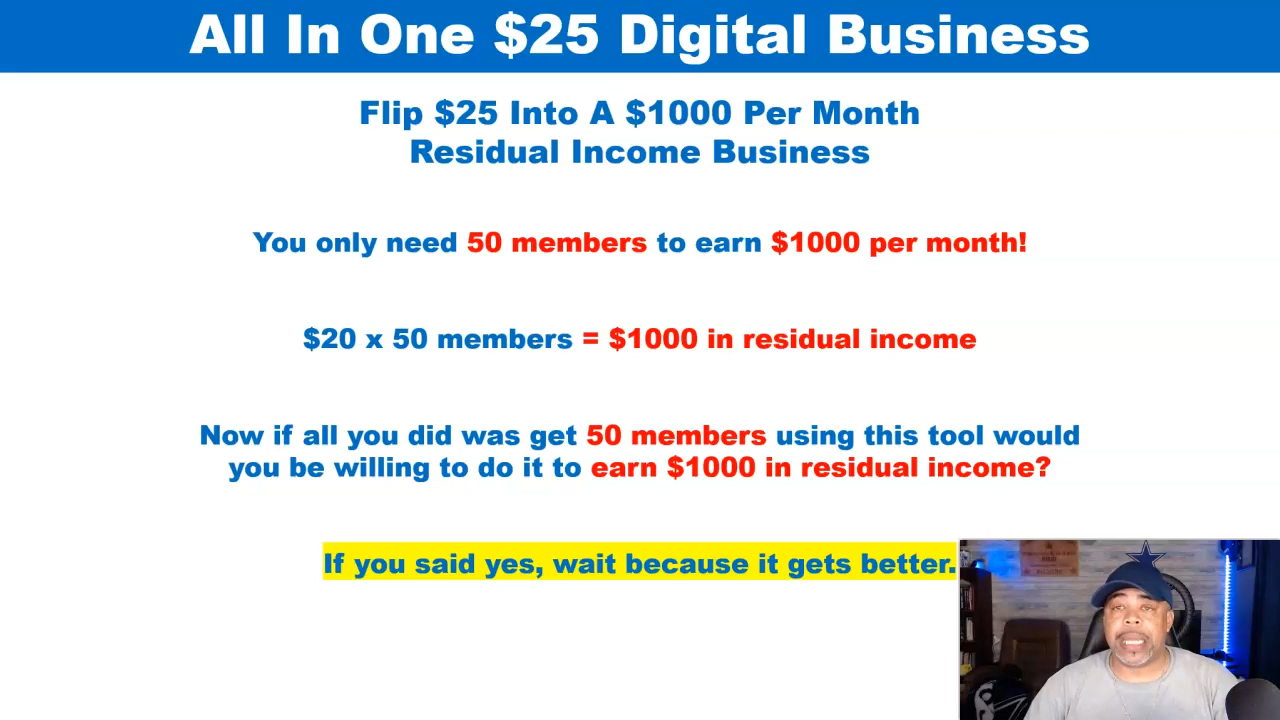 All In One $25 Digital Business
Flip $25 Into A $1000 Per Month
Residual Income Business
You only need 50 members to earn $1000 per month!
$20 x 50 members = $1000 in residual income
Now if all you did was get 50 members using this tool would
you be willing to do it to earn $1000 in residual income?
If you said yes, wait because it gets better.